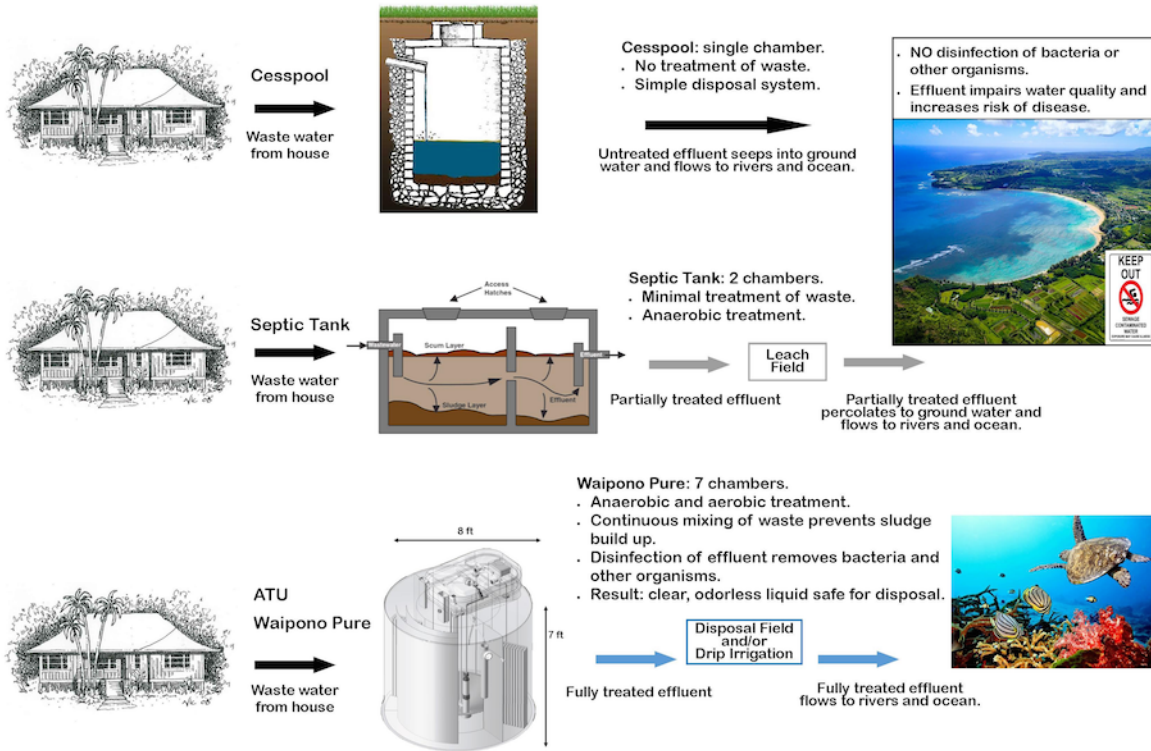 Cesspool
Waste water
from house
Cesspool: single chamber.
• No treatment of waste.
• Simple disposal system.
Untreated effluent seeps into ground
water and flows to rivers and ocean.
• NO disinfection of bacteria or
other organisms.
• Effluent impairs water quality and
increases risk of disease.
KEEP
OUT
SEWAGE
CONTAMINATED
WATER
Septic Tank
Waste water
from house
Access
Hatches
Wastewater
Scum Layer
Effluent
Sludge Layer
Effluent
Septic Tank: 2 chambers.
• Minimal treatment of waste.
• Anaerobic treatment.
Partially treated effluent
Leach
Field
Partially treated effluent
percolates to ground water and
flows to rivers and ocean.
ATU
Waipono Pure
Waste water
from house
8 ft
7 ft
Waipono Pure: 7 chambers.
• Anaerobic and aerobic treatment.
• Continuous mixing of waste prevents sludge
build up.
• Disinfection of effluent removes bacteria and
other organisms.
• Result: clear, odorless liquid safe for disposal.
Fully treated effluent
Disposal Field
and/or
Drip Irrigation
Fully treated effluent
flows to rivers and ocean.